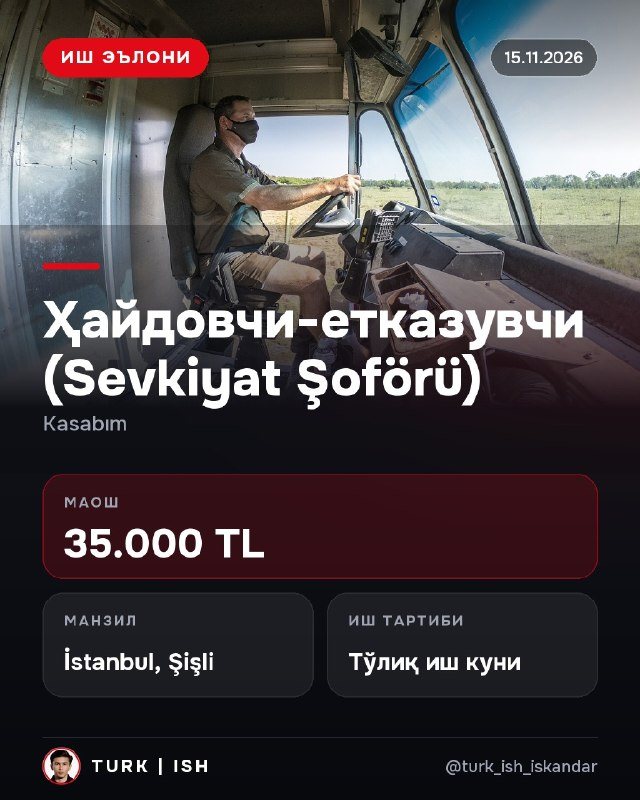 ИШ ЭЪЛОНИ
15.11.2026
Ҳайдовчи-етказувчи
(Sevkiyat Şoförü)
Kasabım
МАОШ
35.000 TL
МАНЗИЛ
İstanbul, Şişli
ИШ ТАРТИБИ
Тўлиқ иш куни
TURK | ISH
@turk_ish_iskandar